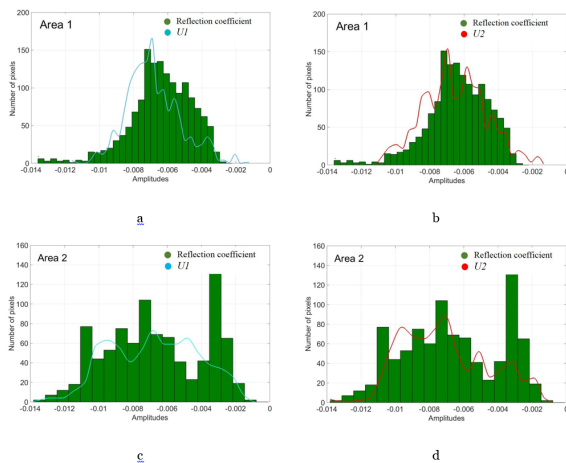 Area 1
Reflection coefficient
U1
Number of pixels
200
150
100
50
0
-0.014 -0.012 -0.01 -0.008 -0.006 -0.004 -0.002 0
Amplitudes
a
Area 1
Reflection coefficient
U2
Number of pixels
200
150
100
50
0
-0.014 -0.012 -0.01 -0.008 -0.006 -0.004 -0.002 0
Amplitudes
b
Area 2
Reflection coefficient
U1
Number of pixels
160
140
120
100
80
60
40
20
0
-0.014 -0.012 -0.01 -0.008 -0.006 -0.004 -0.002 0
Amplitudes
c
Area 2
Reflection coefficient
U2
Number of pixels
160
140
120
100
80
60
40
20
0
-0.014 -0.012 -0.01 -0.008 -0.006 -0.004 -0.002 0
Amplitudes
d